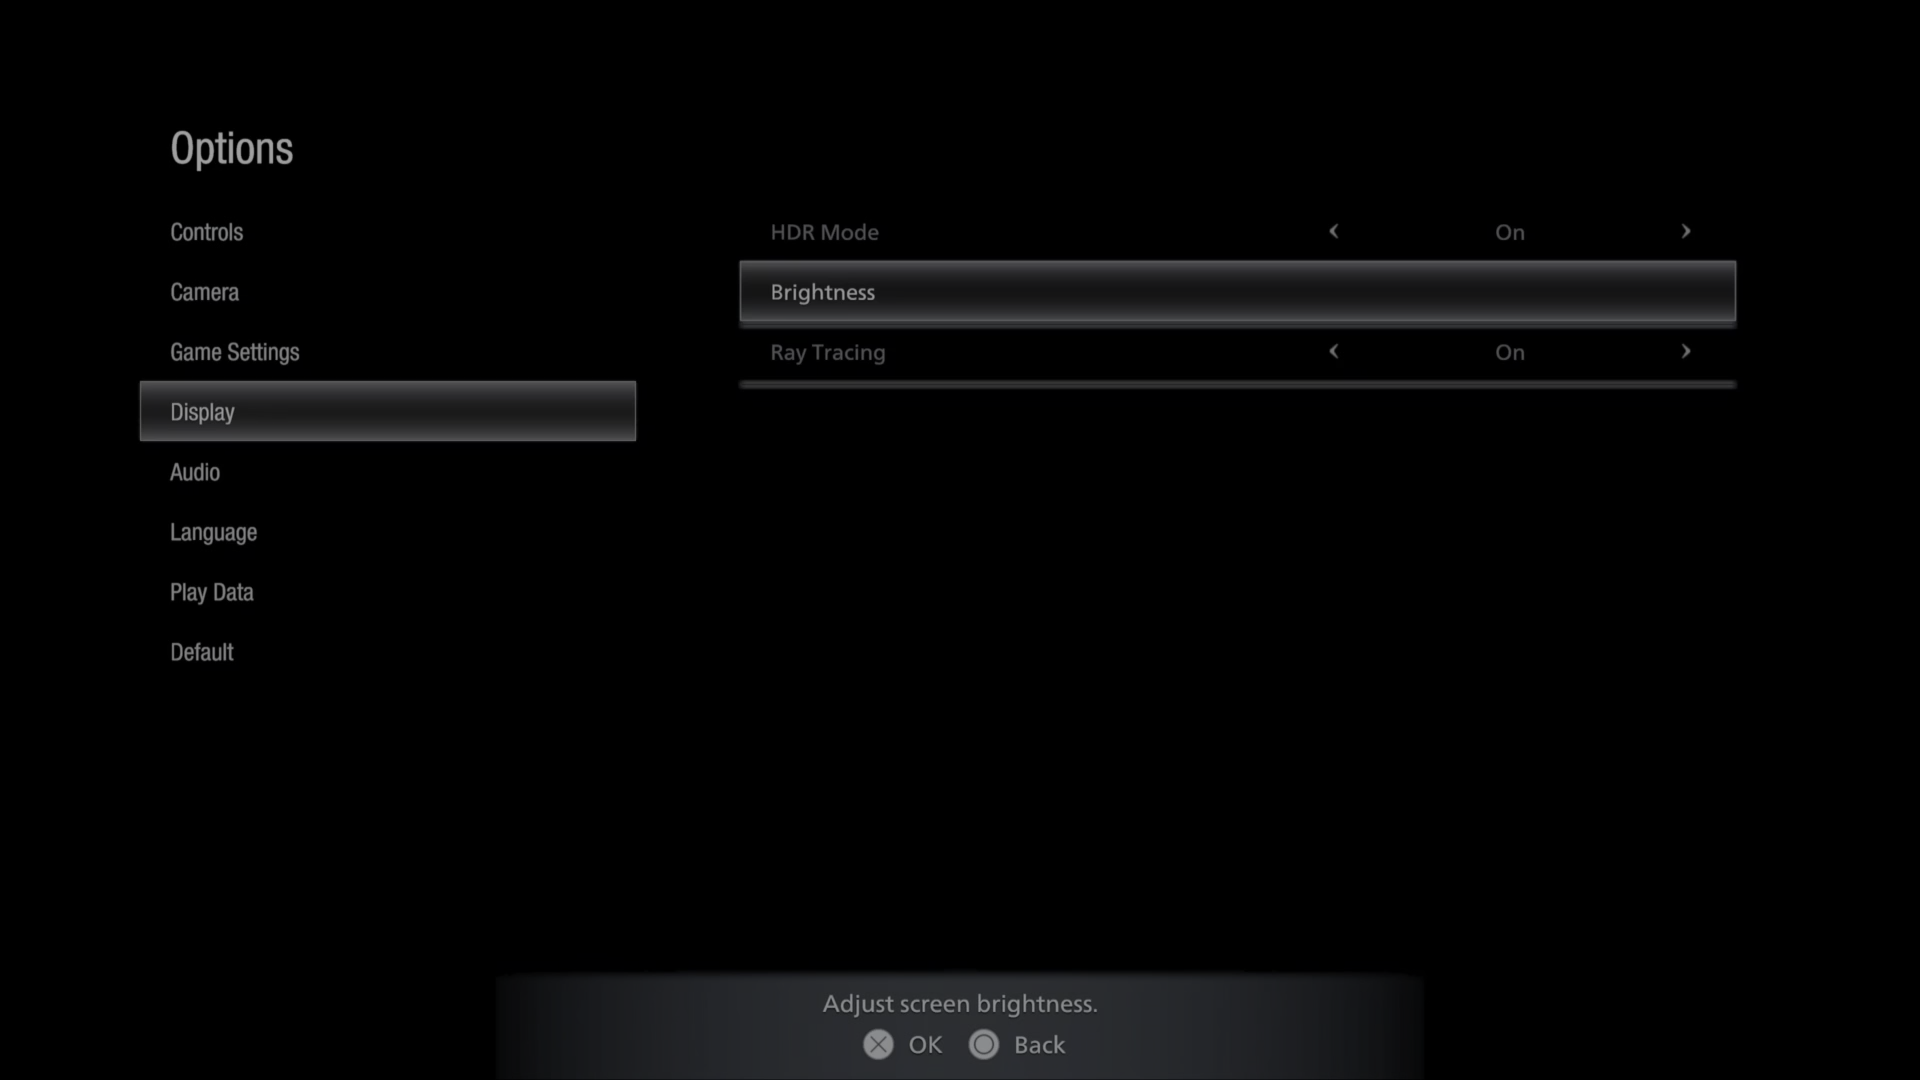 Options
Controls
Camera
Game Settings
Display
Audio
Language
Play Data
Default
HDR Mode On
Brightness
Ray Tracing On
Adjust screen brightness.
OK Back